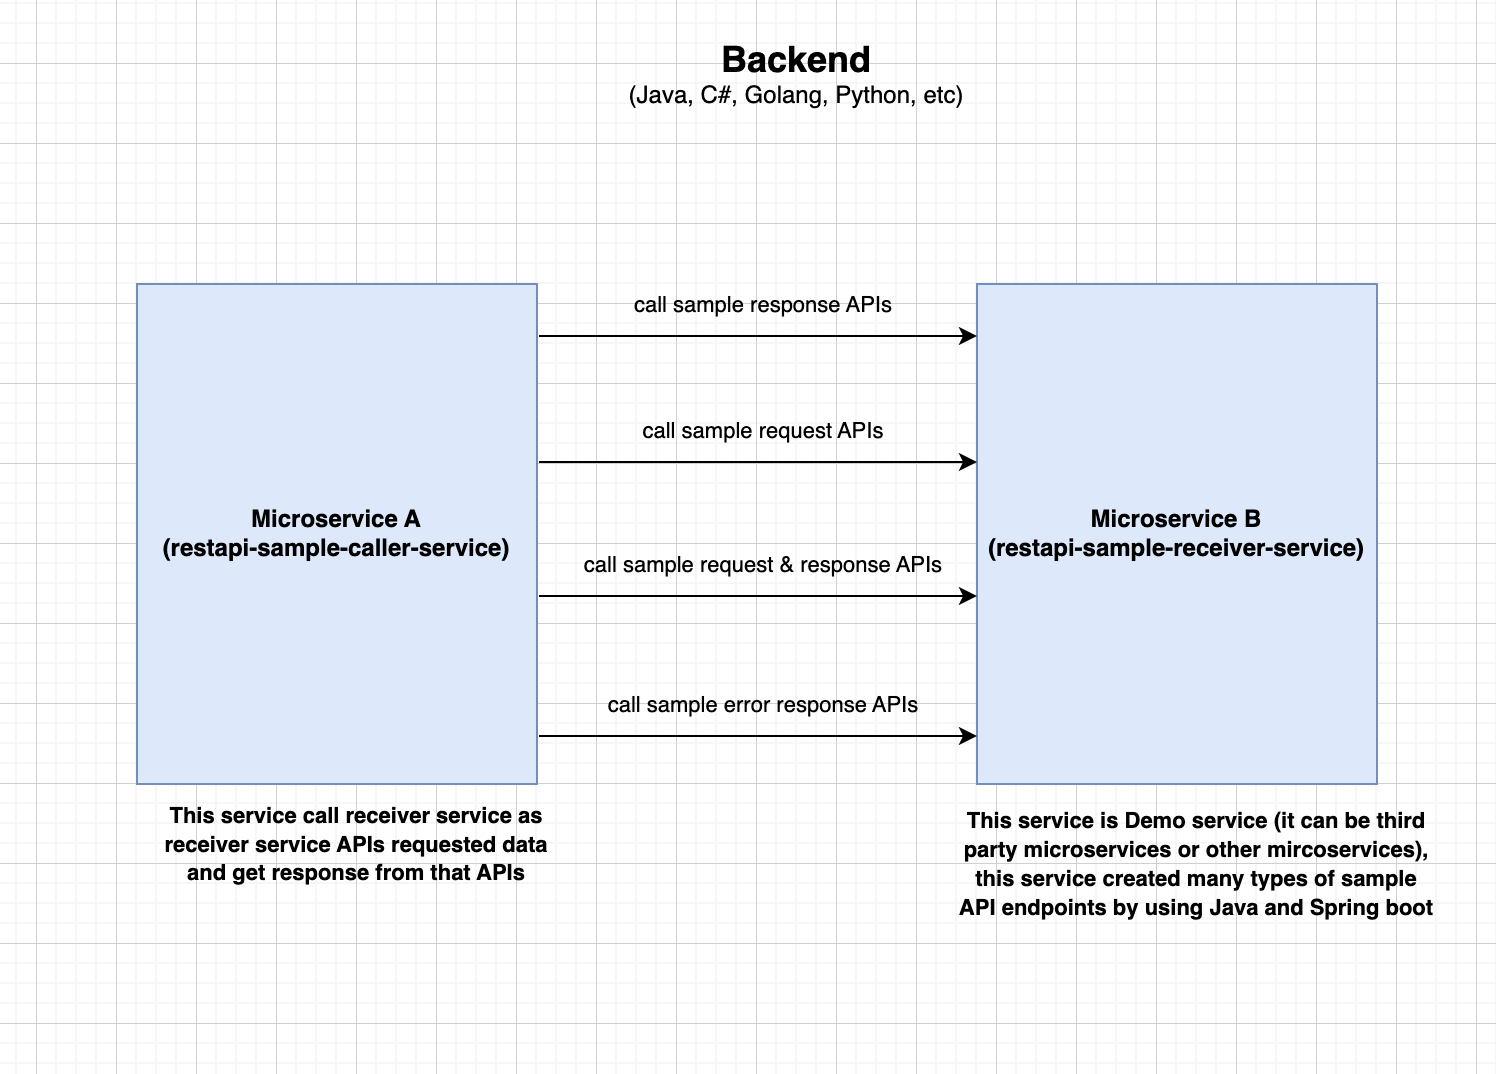 Backend
(Java, C#, Golang, Python, etc)
call sample response APIs
call sample request APIs
Microservice A
(restapi-sample-caller-service)
Microservice B
(restapi-sample-receiver-service)
call sample request & response APIs
call sample error response APIs
This service call receiver service as
receiver service APIs requested data
and get response from that APIs
This service is Demo service (it can be third
party microservices or other mircoservices),
this service created many types of sample
API endpoints by using Java and Spring boot